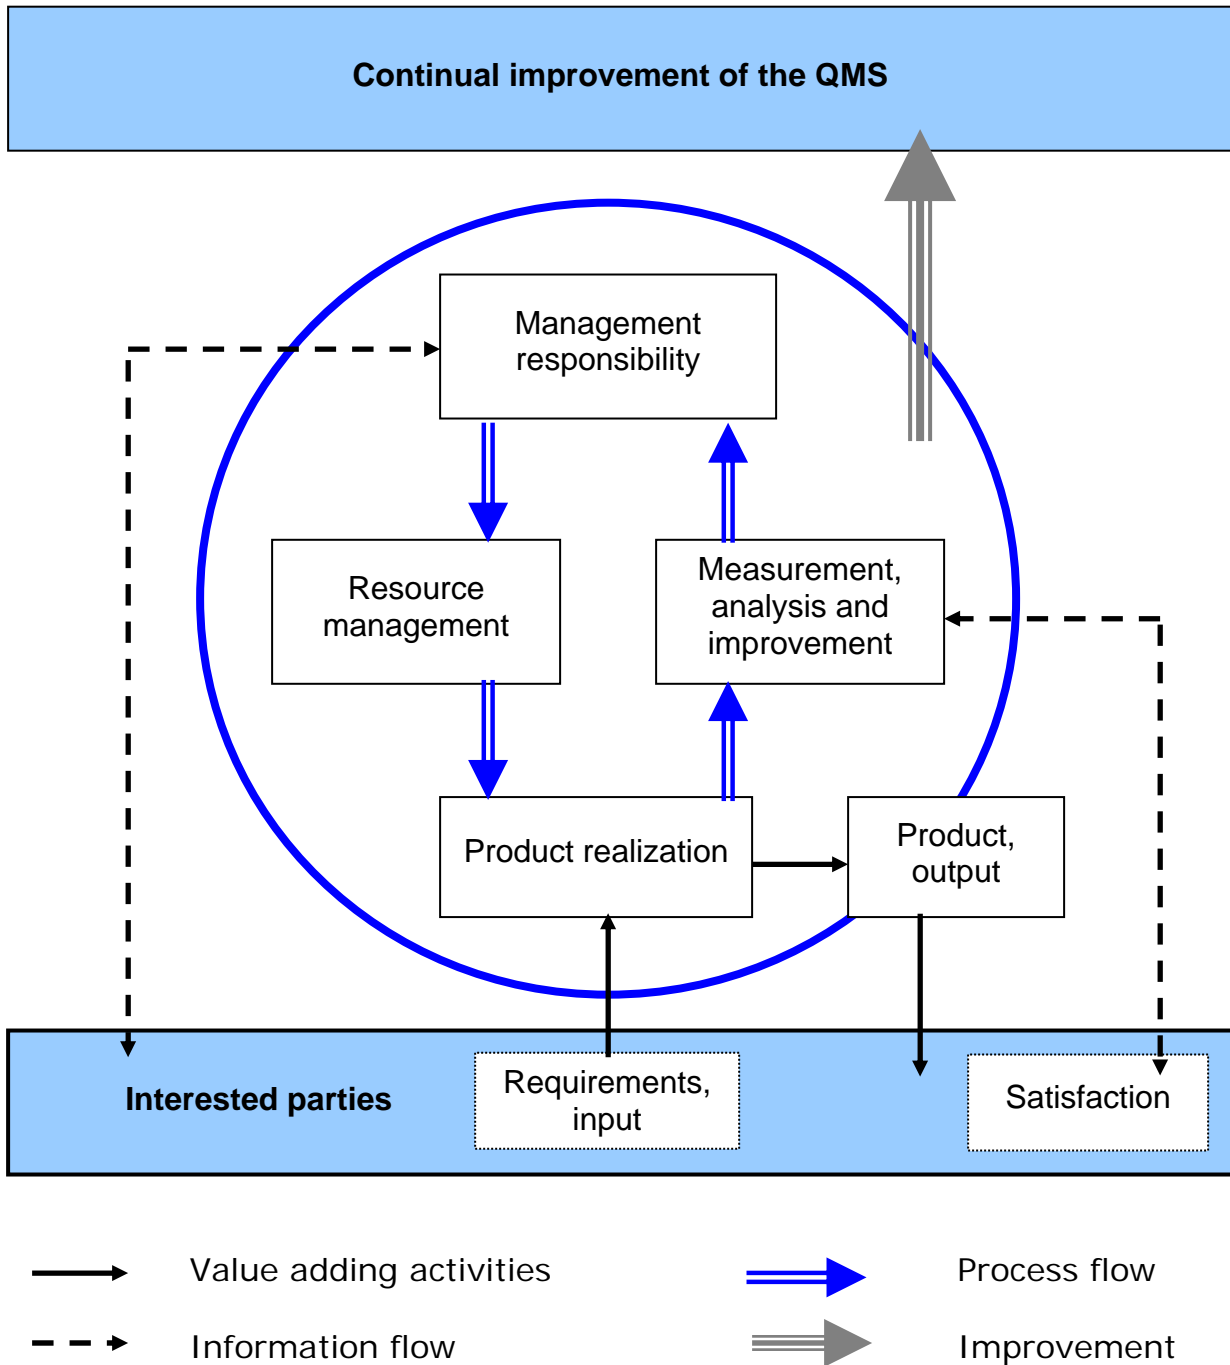 Continual improvement of the QMS
Management
responsibility
Resource
management
Measurement,
analysis and
improvement
Product realization
Product,
output
Interested parties
Requirements,
input
Satisfaction
Value adding activities
Process flow
Information flow
Improvement